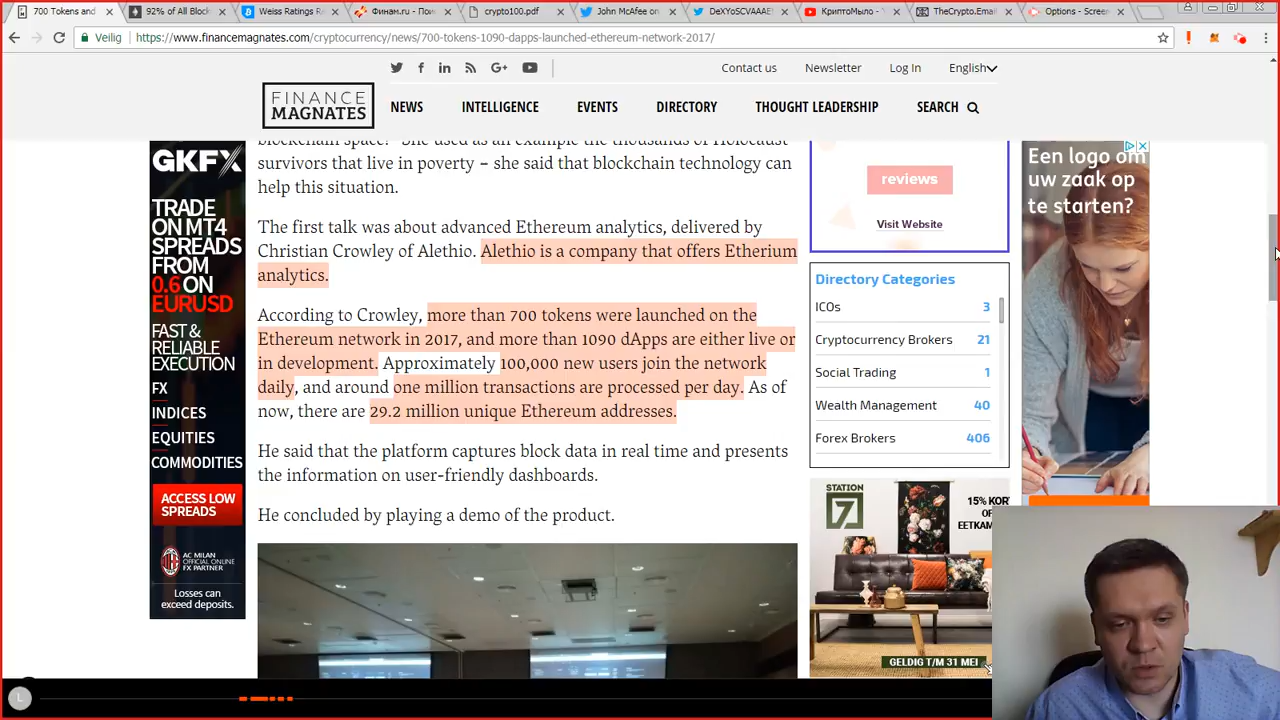 700 Tokens and
92% of All Block
Weiss Ratings R
Финам.ru - Пои
crypto100.pdf
John McAfee on
DeXYoSCVAAAE
КриптоМыло -
TheCrypto.Email
Options - Screen
Veilig
https://www.financemagnates.com/cryptocurrency/news/700-tokens-1090-dapps-launched-ethereum-network-2017/
Contact us
Newsletter
Log In
English
FINANCE
MAGNATES
NEWS
INTELLIGENCE
EVENTS
DIRECTORY
THOUGHT LEADERSHIP
SEARCH
blockchain space?" She used as an example the thousands of Holocaust
survivors that live in poverty – she said that blockchain technology can
help this situation.
The first talk was about advanced Ethereum analytics, delivered by
Christian Crowley of Alethio. Alethio is a company that offers Etherium
analytics.
According to Crowley, more than 700 tokens were launched on the
Ethereum network in 2017, and more than 1090 dApps are either live or
in development. Approximately 100,000 new users join the network
daily, and around one million transactions are processed per day. As of
now, there are 29.2 million unique Ethereum addresses.
He said that the platform captures block data in real time and presents
the information on user-friendly dashboards.
He concluded by playing a demo of the product.
GKFX
TRADE
ON MT4
SPREADS
FROM
0.6 ON
EURUSD
FAST &
RELIABLE
EXECUTION
FX
INDICES
EQUITIES
COMMODITIES
ACCESS LOW
SPREADS
AC MILAN
OFFICIAL ONLINE
FX PARTNER
Losses can
exceed deposits.
reviews
Visit Website
Directory Categories
ICOs 3
Cryptocurrency Brokers 21
Social Trading 1
Wealth Management 40
Forex Brokers 406
STATION
7
15% KOR
OF
EETKAM
GELDIG T/M 31 MEI
Een logo om
uw zaak op
te starten?
L